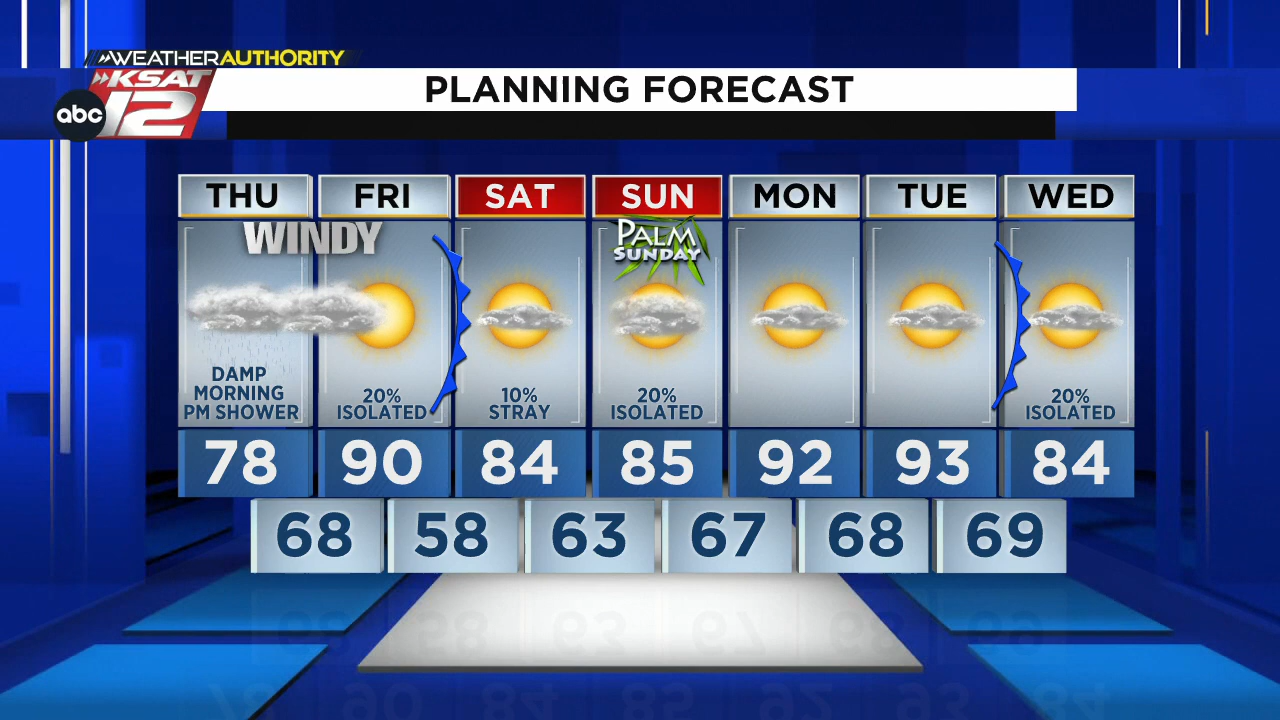 WEATHERAUTHORITY
KSAT
abc 12
PLANNING FORECAST
THU FRI SAT SUN MON TUE WED
WINDY
PALM
SUNDAY
DAMP
MORNING
PM SHOWER
20%
ISOLATED
10%
STRAY
20%
ISOLATED
20%
ISOLATED
78 90 84 85 92 93 84
68 58 63 67 68 69